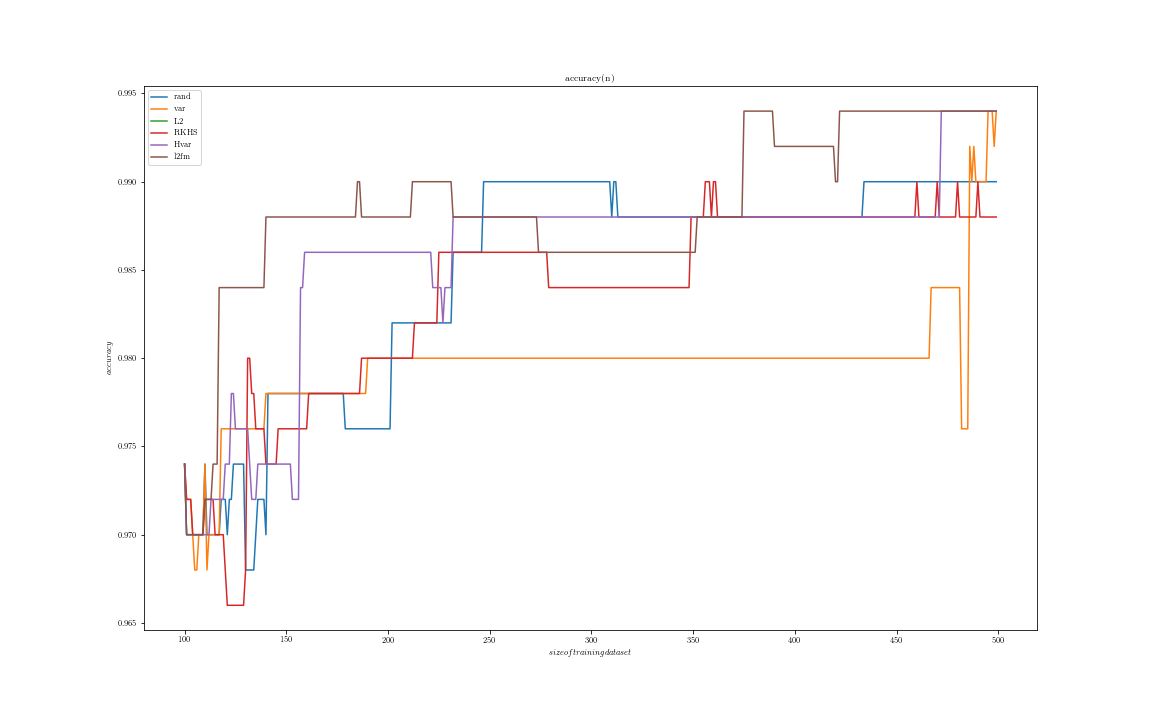 accuracy(n)
0.995
0.990
0.985
0.980
0.975
0.970
0.965
accuracy
rand
var
L2
RKHS
Hvar
l2fm
100 150 200 250 300 350 400 450 500
sizeoftrainingdataset